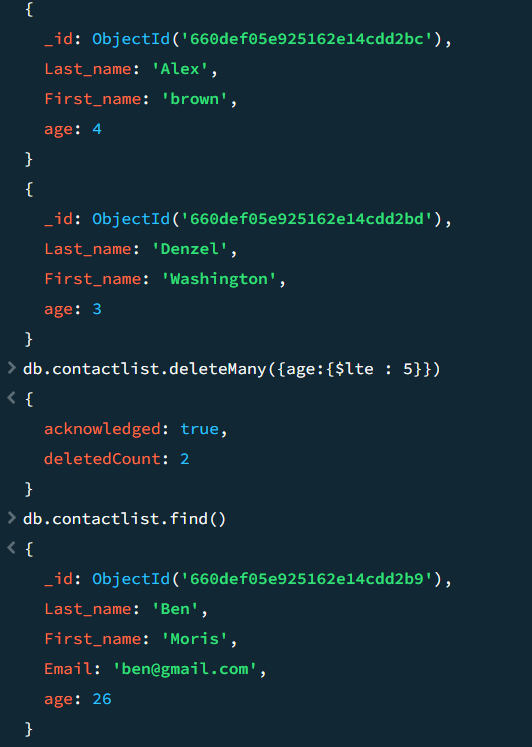 {
_id: ObjectId('660def05e925162e14cdd2bc'),
Last_name: 'Alex',
First_name: 'brown',
age: 4
}
{
_id: ObjectId('660def05e925162e14cdd2bd'),
Last_name: 'Denzel',
First_name: 'Washington',
age: 3
}
> db.contactlist.deleteMany({age:{$lte : 5}})
< {
acknowledged: true,
deletedCount: 2
}
> db.contactlist.find()
< {
_id: ObjectId('660def05e925162e14cdd2b9'),
Last_name: 'Ben',
First_name: 'Moris',
Email: 'ben@gmail.com',
age: 26
}